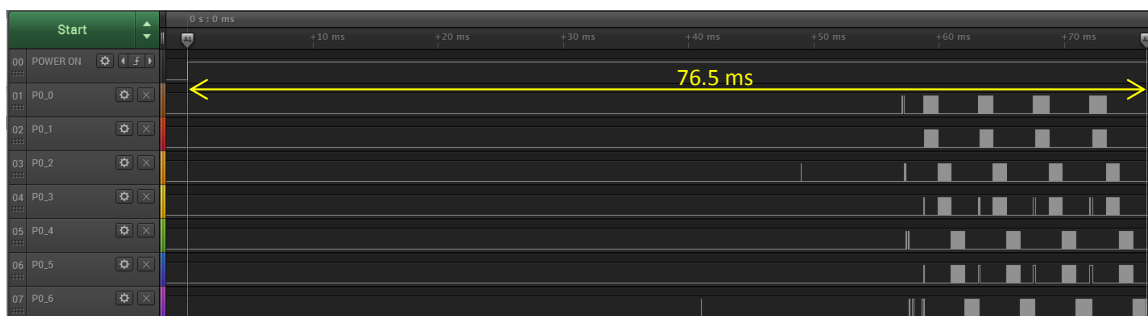 Start
0 s : 0 ms
A1
+10 ms
+20 ms
+30 ms
+40 ms
+50 ms
+60 ms
+70 ms
00 POWER ON
76.5 ms
01 P0_0
02 P0_1
03 P0_2
04 P0_3
05 P0_4
06 P0_5
07 P0_6